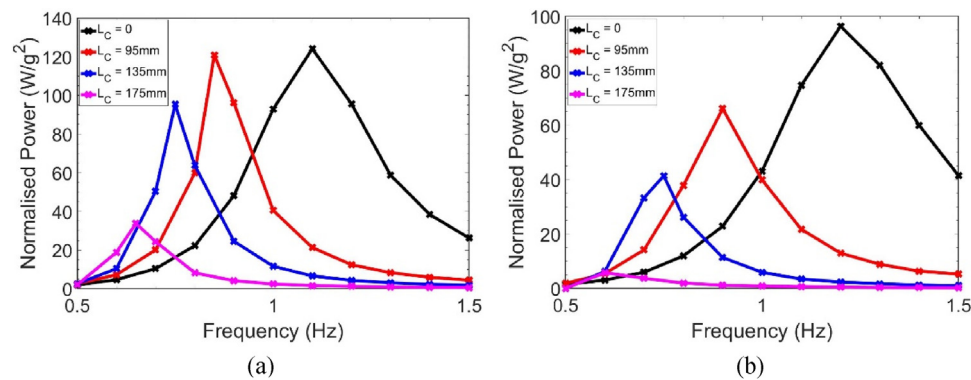 Normalised Power (W/g²)
140
120
100
80
60
40
20
0
L_C = 0
L_C = 95mm
L_C = 135mm
L_C = 175mm
0.5
1
1.5
Frequency (Hz)
(a)
Normalised Power (W/g²)
100
80
60
40
20
0
L_C = 0
L_C = 95mm
L_C = 135mm
L_C = 175mm
0.5
1
1.5
Frequency (Hz)
(b)